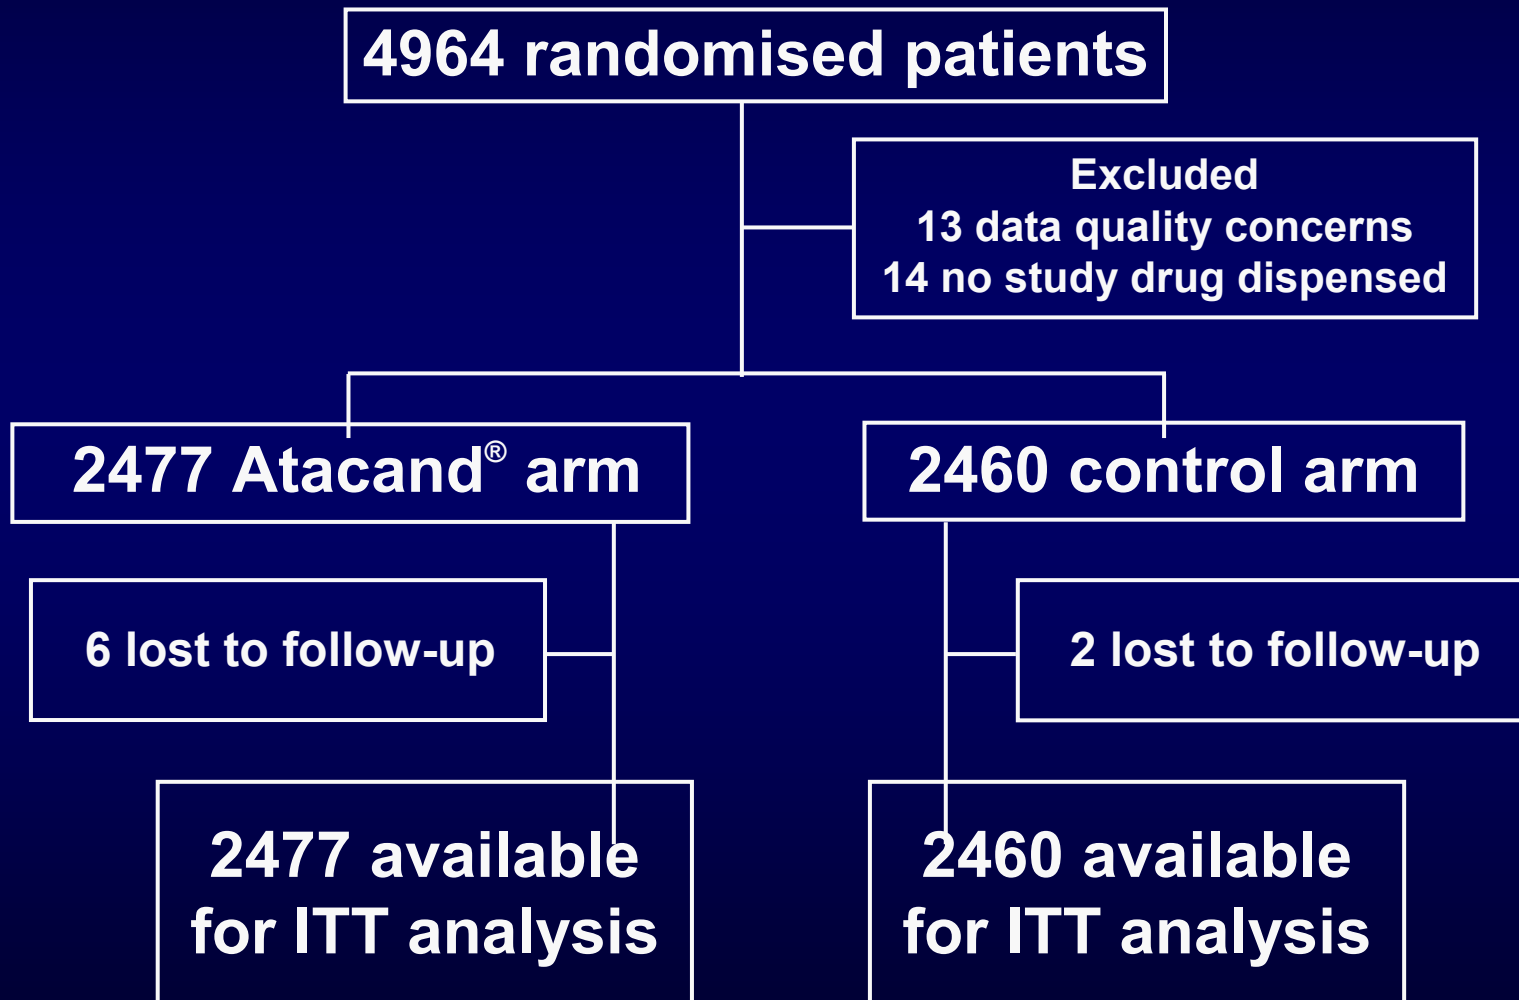 4964 randomised patients
Excluded
13 data quality concerns
14 no study drug dispensed
2477 Atacand® arm
2460 control arm
6 lost to follow-up
2 lost to follow-up
2477 available
for ITT analysis
2460 available
for ITT analysis